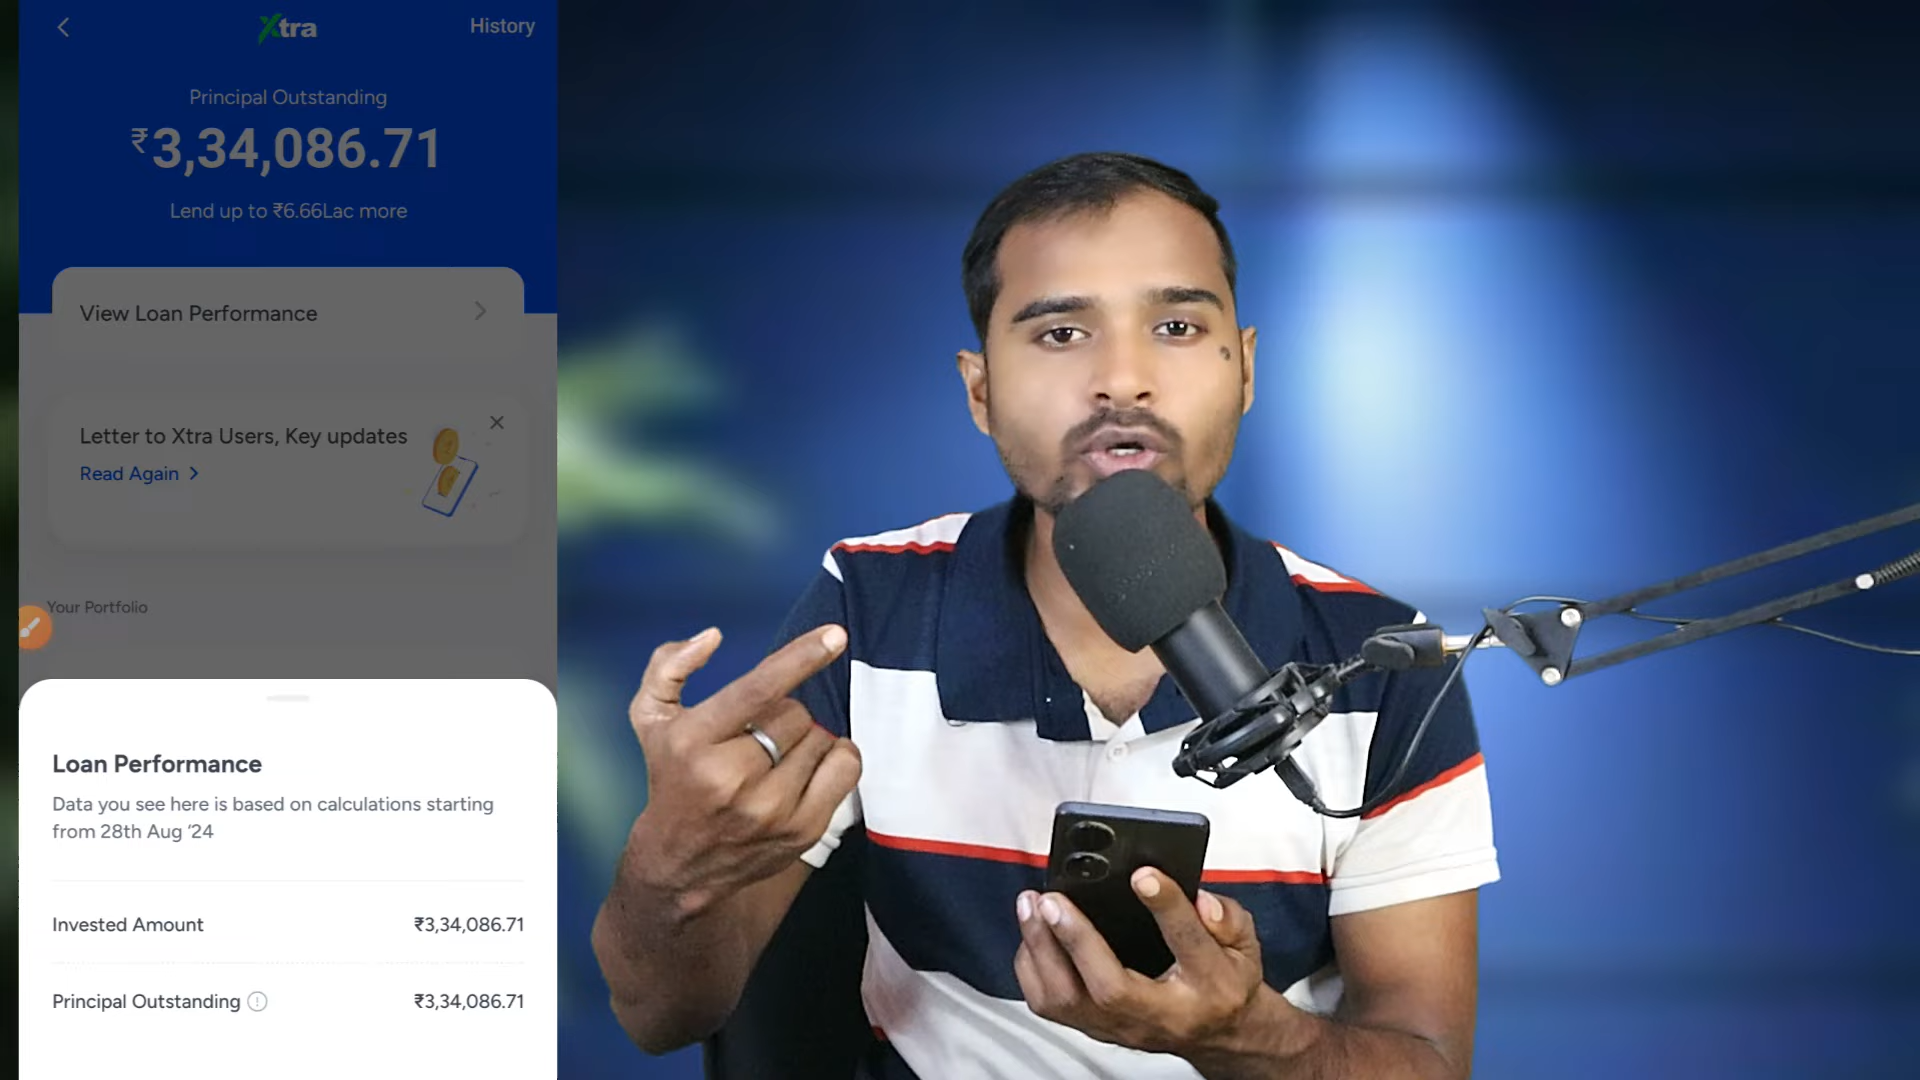 Xtra
History
Principal Outstanding
₹3,34,086.71
Lend up to ₹6.66Lac more
View Loan Performance
Letter to Xtra Users, Key updates
Read Again
Your Portfolio
Loan Performance
Data you see here is based on calculations starting
from 28th Aug ‘24
Invested Amount ₹3,34,086.71
Principal Outstanding ₹3,34,086.71